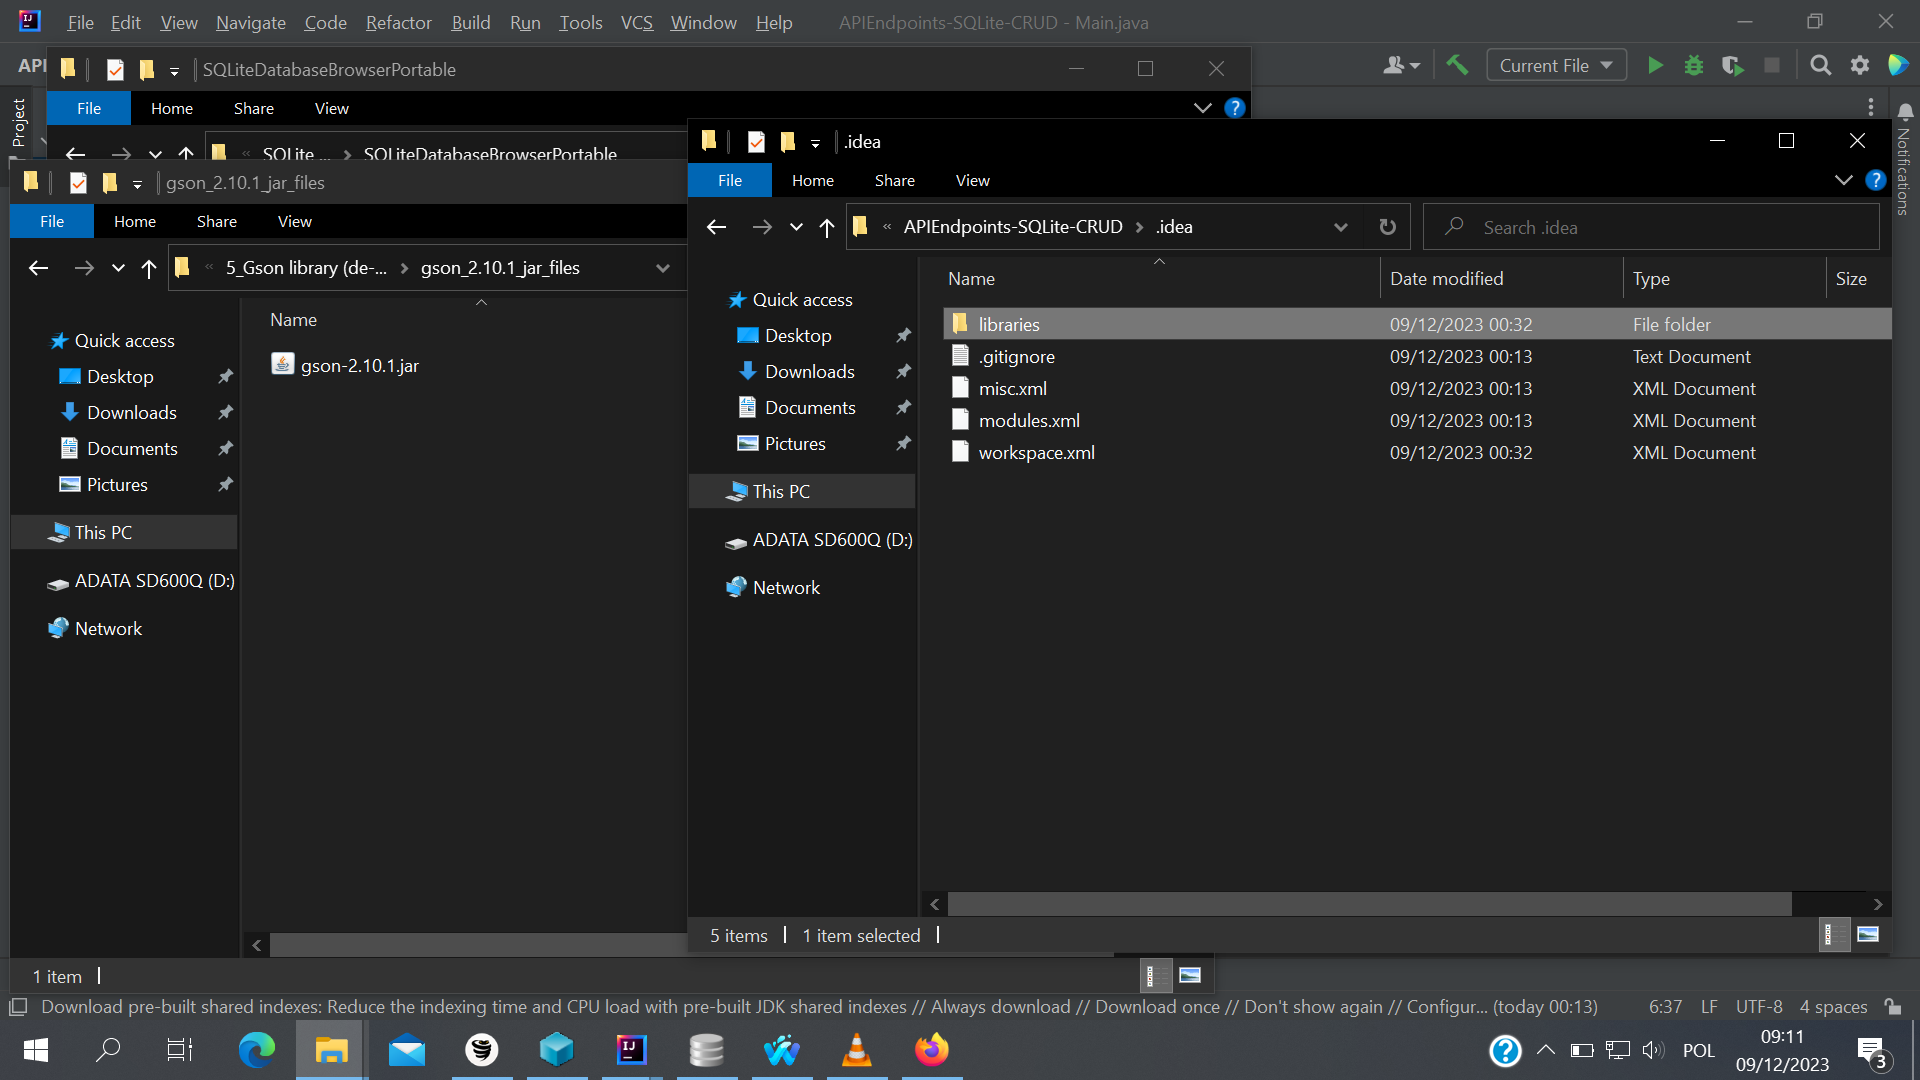 File Edit View Navigate Code Refactor Build Run Tools VCS Window Help APIEndpoints-SQLite-CRUD - Main.java
API
Current File
Project
Notifications
SQLiteDatabaseBrowserPortable
File Home Share View
« SQLite ... > SQLiteDatabaseBrowserPortable
gson_2.10.1_jar_files
File Home Share View
« 5_Gson library (de-... > gson_2.10.1_jar_files
Name
Quick access
Desktop
Downloads
Documents
Pictures
This PC
ADATA SD600Q (D:)
Network
gson-2.10.1.jar
1 item
.idea
File Home Share View
« APIEndpoints-SQLite-CRUD > .idea
Search .idea
Quick access
Desktop
Downloads
Documents
Pictures
This PC
ADATA SD600Q (D:)
Network
Name Date modified Type Size
libraries 09/12/2023 00:32 File folder
.gitignore 09/12/2023 00:13 Text Document
misc.xml 09/12/2023 00:13 XML Document
modules.xml 09/12/2023 00:13 XML Document
workspace.xml 09/12/2023 00:32 XML Document
5 items 1 item selected
Download pre-built shared indexes: Reduce the indexing time and CPU load with pre-built JDK shared indexes // Always download // Download once // Don't show again // Configur... (today 00:13) 6:37 LF UTF-8 4 spaces
POL
09:11
09/12/2023
3